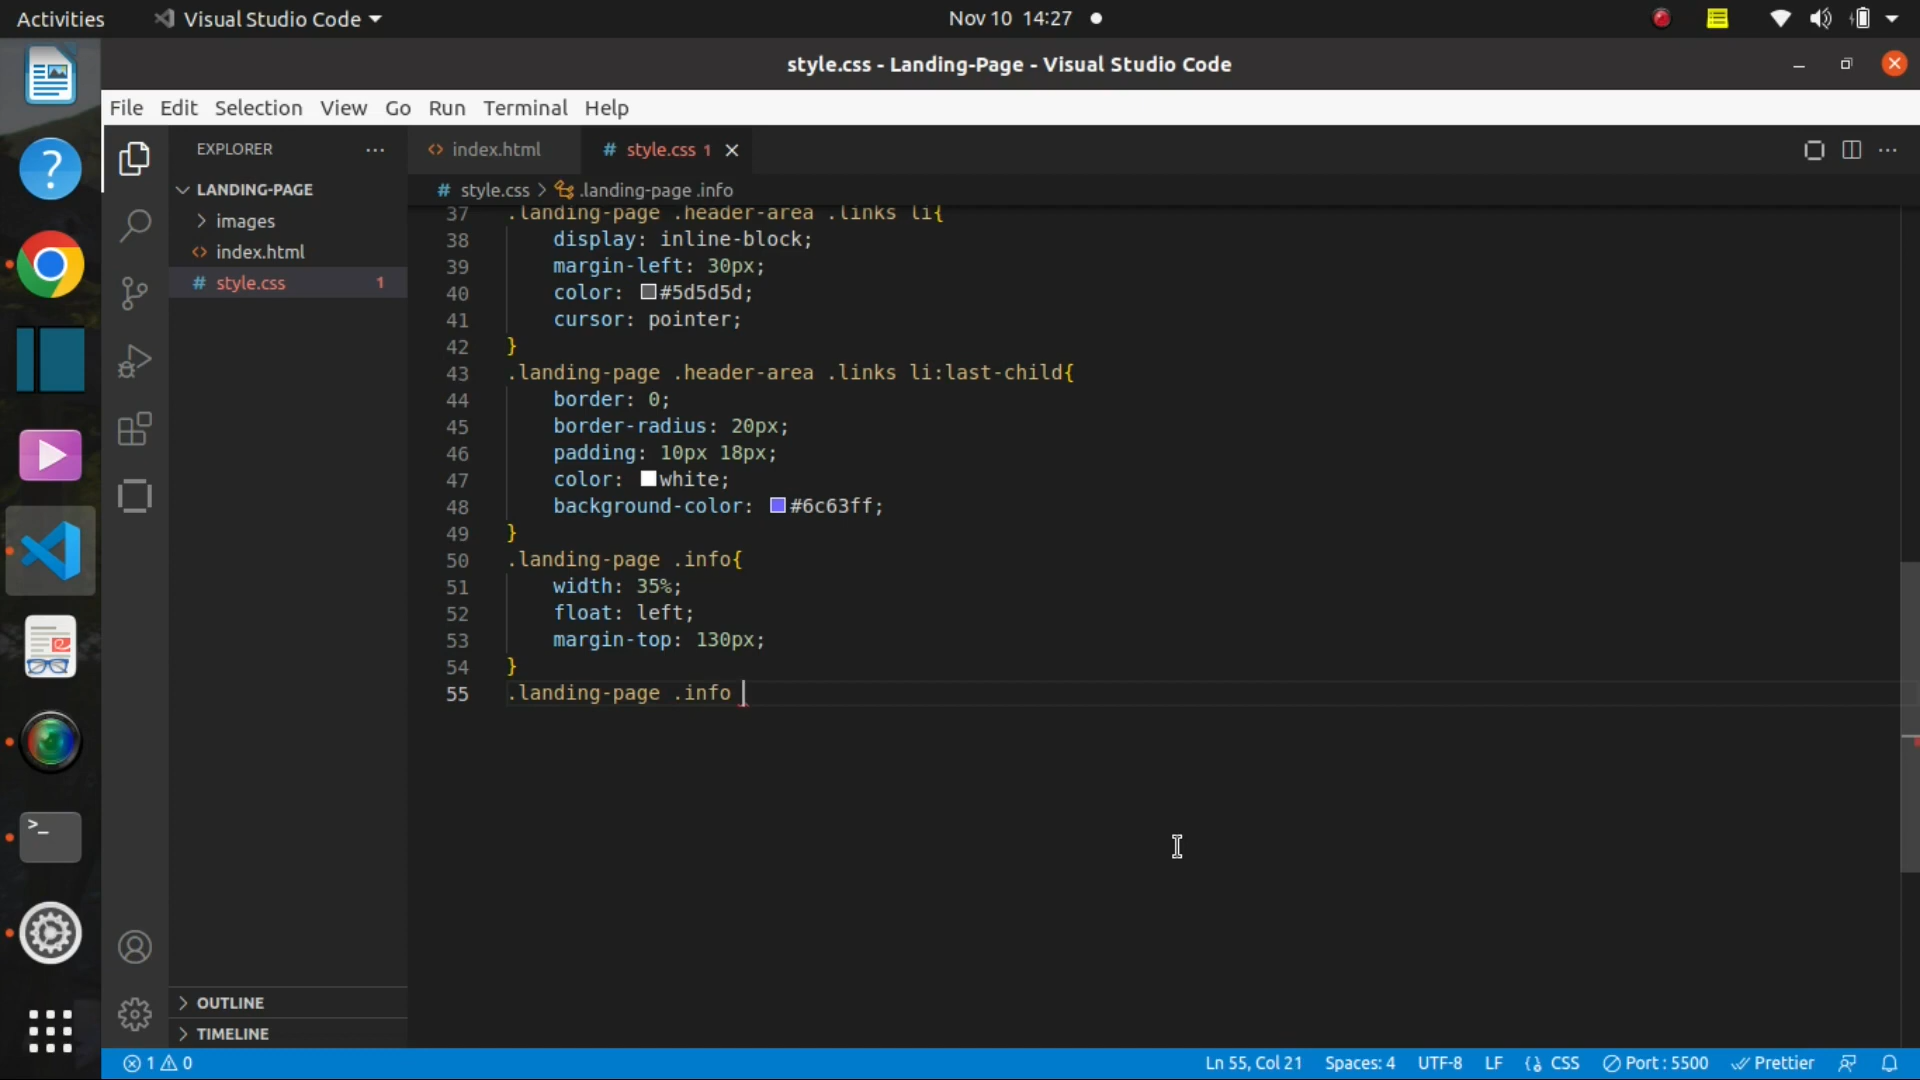 Activities
Visual Studio Code
Nov 10 14:27
style.css - Landing-Page - Visual Studio Code
File Edit Selection View Go Run Terminal Help
EXPLORER
index.html
# style.css 1
LANDING-PAGE
# style.css > .landing-page .info
images
index.html
# style.css 1
37 .landing-page .header-area .links li{
38 display: inline-block;
39 margin-left: 30px;
40 color: #5d5d5d;
41 cursor: pointer;
42 }
43 .landing-page .header-area .links li:last-child{
44 border: 0;
45 border-radius: 20px;
46 padding: 10px 18px;
47 color: white;
48 background-color: #6c63ff;
49 }
50 .landing-page .info{
51 width: 35%;
52 float: left;
53 margin-top: 130px;
54 }
55 .landing-page .info
OUTLINE
TIMELINE
1 0
Ln 55, Col 21 Spaces: 4 UTF-8 LF {} CSS Port : 5500 Prettier